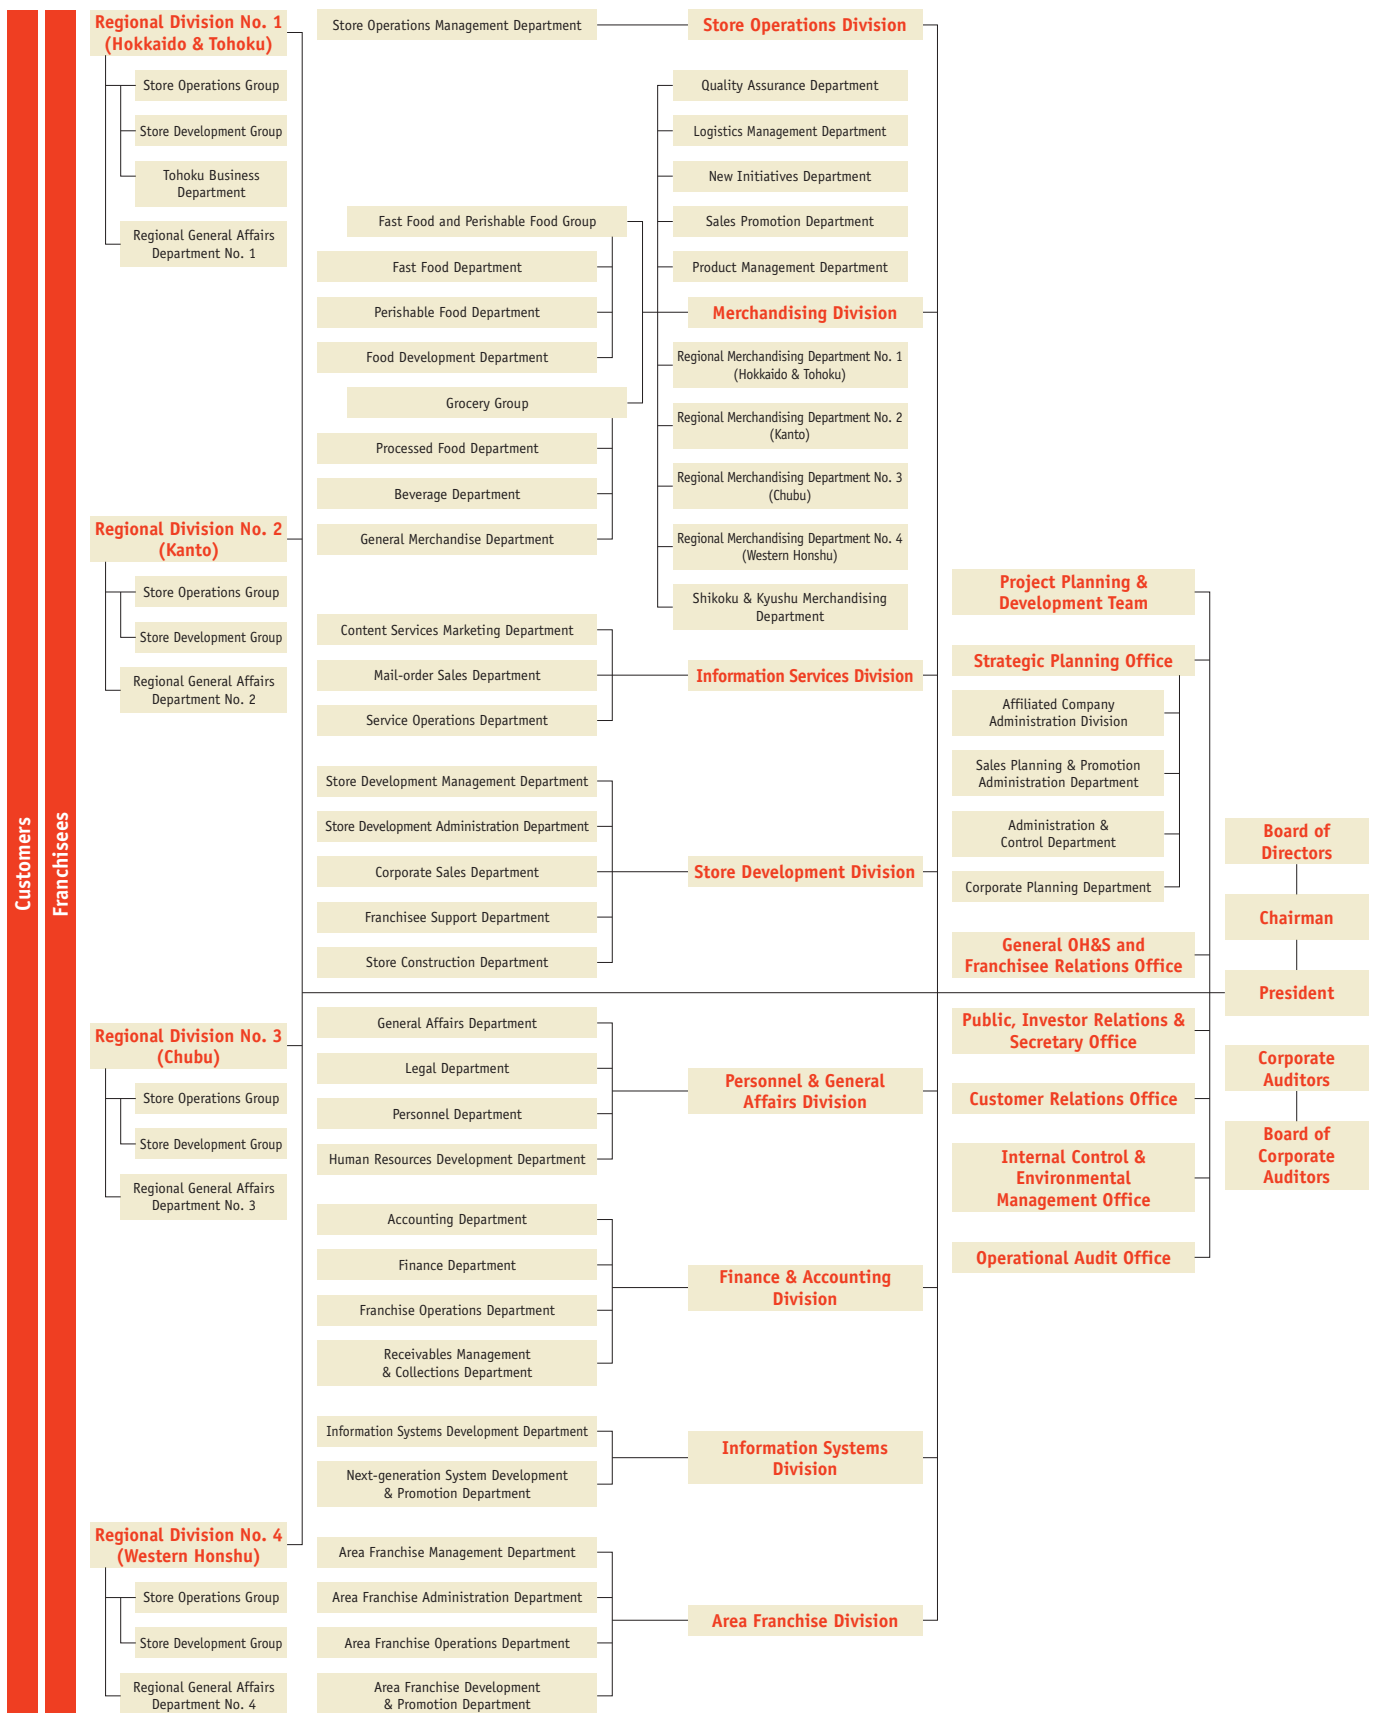 Customers
Franchisees
Regional Division No. 1
(Hokkaido & Tohoku)
Store Operations Group
Store Development Group
Tohoku Business
Department
Regional General Affairs
Department No. 1
Regional Division No. 2
(Kanto)
Store Operations Group
Store Development Group
Regional General Affairs
Department No. 2
Regional Division No. 3
(Chubu)
Store Operations Group
Store Development Group
Regional General Affairs
Department No. 3
Regional Division No. 4
(Western Honshu)
Store Operations Group
Store Development Group
Regional General Affairs
Department No. 4
Store Operations Management Department
Fast Food and Perishable Food Group
Fast Food Department
Perishable Food Department
Food Development Department
Grocery Group
Processed Food Department
Beverage Department
General Merchandise Department
Content Services Marketing Department
Mail-order Sales Department
Service Operations Department
Store Development Management Department
Store Development Administration Department
Corporate Sales Department
Franchisee Support Department
Store Construction Department
General Affairs Department
Legal Department
Personnel Department
Human Resources Development Department
Accounting Department
Finance Department
Franchise Operations Department
Receivables Management
& Collections Department
Information Systems Development Department
Next-generation System Development
& Promotion Department
Area Franchise Management Department
Area Franchise Administration Department
Area Franchise Operations Department
Area Franchise Development
& Promotion Department
Store Operations Division
Quality Assurance Department
Logistics Management Department
New Initiatives Department
Sales Promotion Department
Product Management Department
Merchandising Division
Regional Merchandising Department No. 1
(Hokkaido & Tohoku)
Regional Merchandising Department No. 2
(Kanto)
Regional Merchandising Department No. 3
(Chubu)
Regional Merchandising Department No. 4
(Western Honshu)
Shikoku & Kyushu Merchandising
Department
Information Services Division
Store Development Division
Personnel & General
Affairs Division
Finance & Accounting
Division
Information Systems
Division
Area Franchise Division
Project Planning &
Development Team
Strategic Planning Office
Affiliated Company
Administration Division
Sales Planning & Promotion
Administration Department
Administration &
Control Department
Corporate Planning Department
General OH&S and
Franchisee Relations Office
Public, Investor Relations &
Secretary Office
Customer Relations Office
Internal Control &
Environmental
Management Office
Operational Audit Office
Board of
Directors
Chairman
President
Corporate
Auditors
Board of
Corporate
Auditors